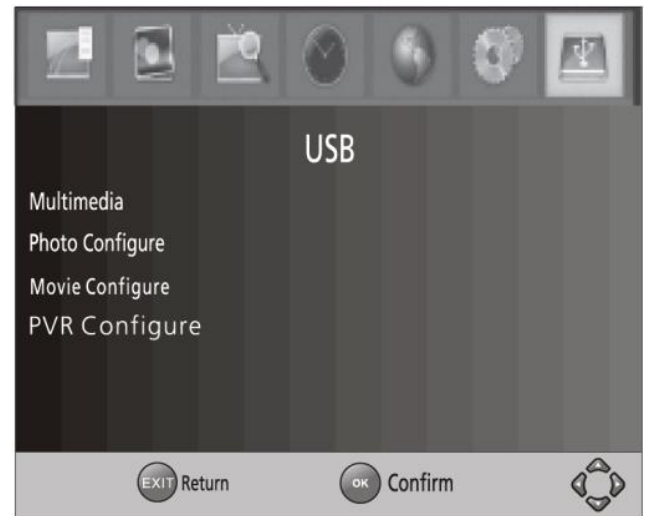 USB
Multimedia
Photo Configure
Movie Configure
PVR Configure
EXIT Return
OK Confirm